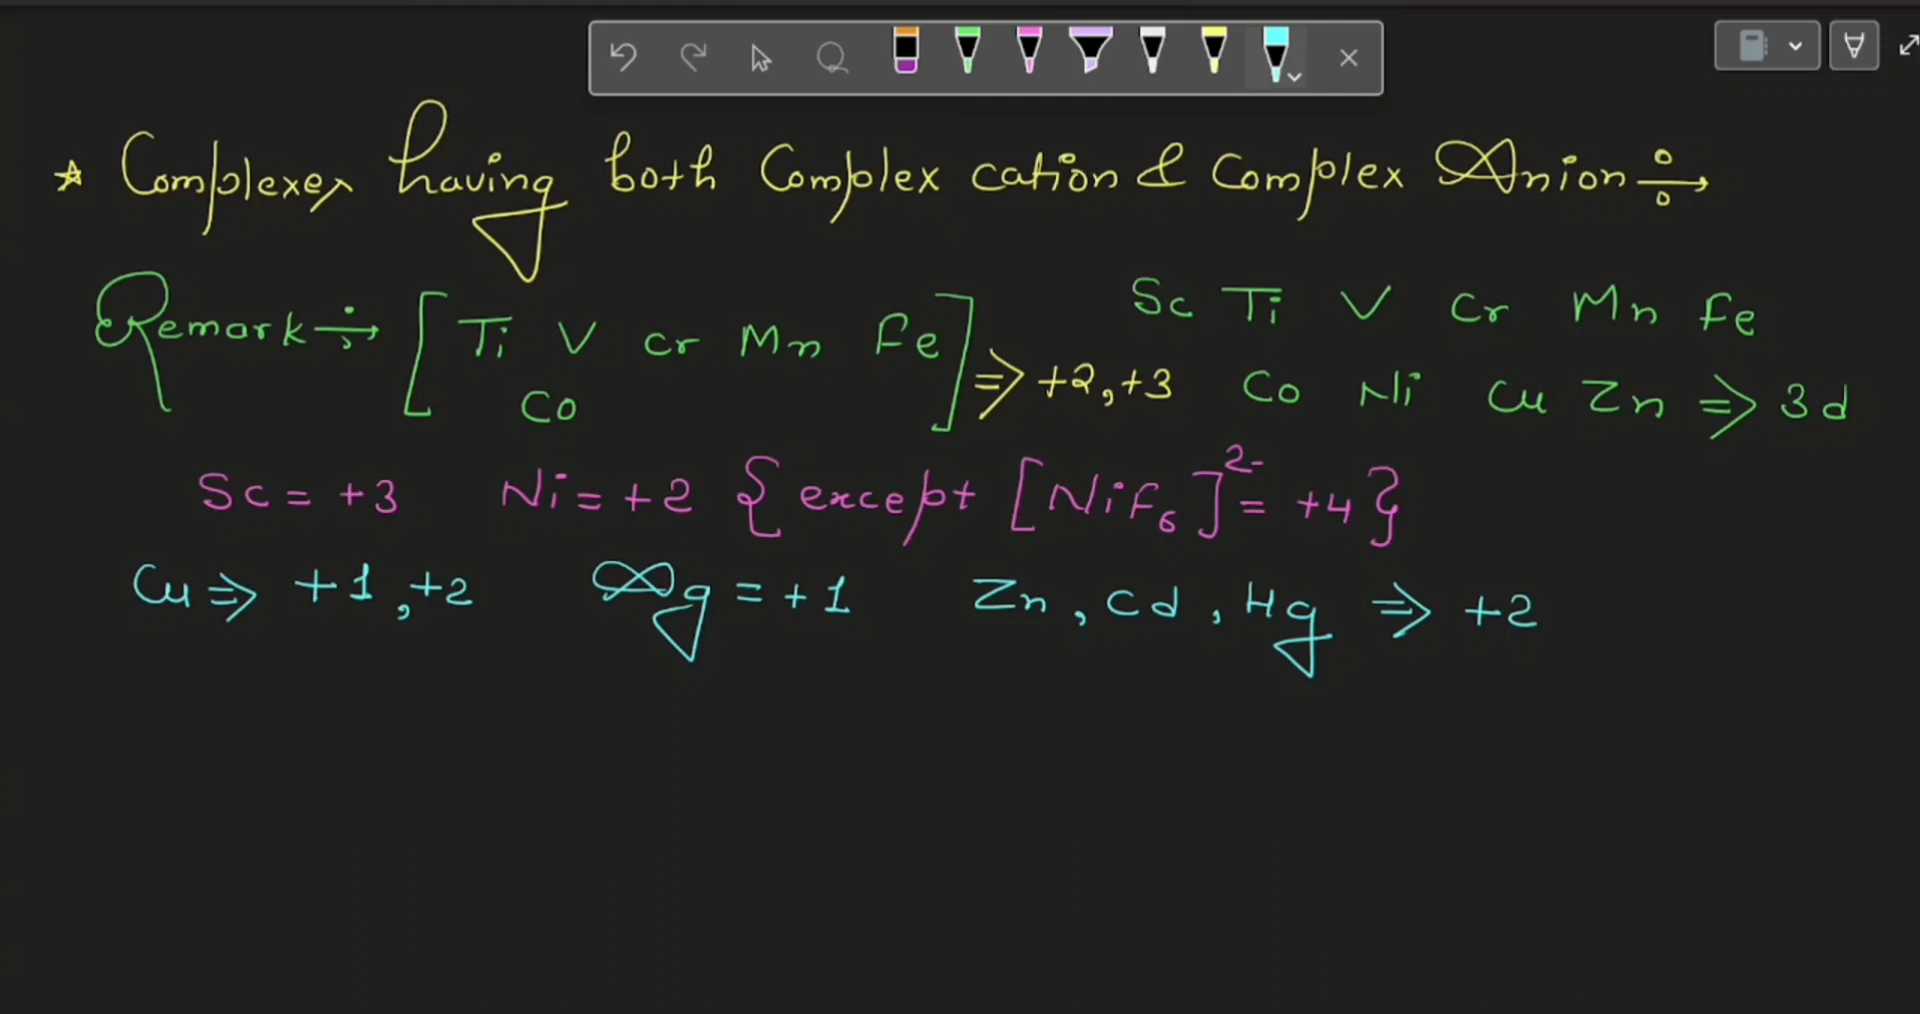 * Complexes having both Complex cation & Complex Anion ÷→
Remark ÷→ [Ti V Cr Mn Fe Co] ⇒ +2, +3
Sc Ti V Cr Mn Fe
Co Ni Cu Zn ⇒ 3d
Sc = +3 Ni = +2 {except [NiF₆]²⁻ = +4}
Cu ⇒ +1, +2 Ag = +1 Zn, Cd, Hg ⇒ +2